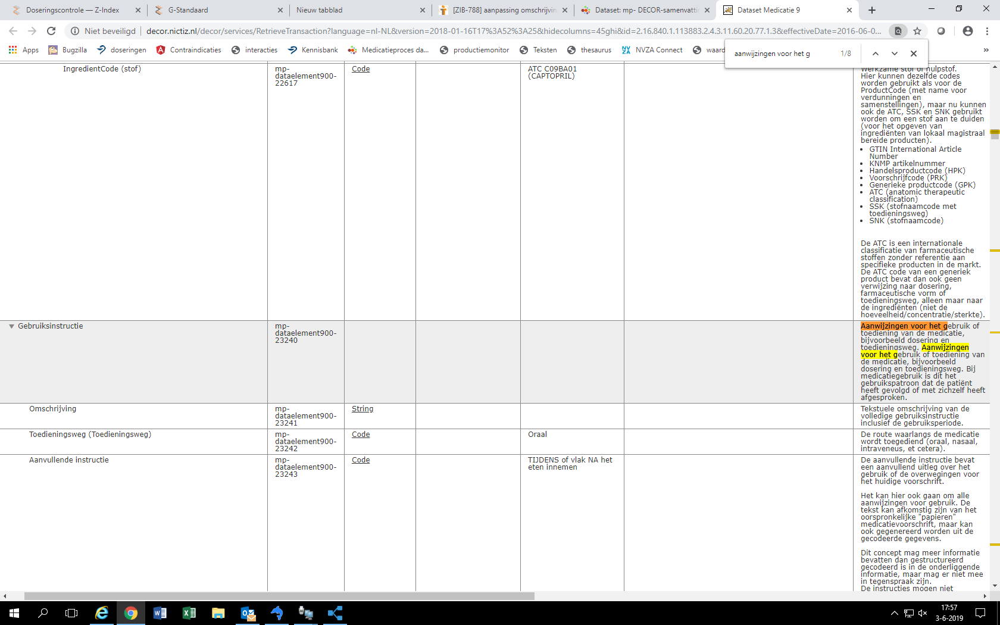 Doseringscontrole — Z-Index
G-Standaard
Nieuw tabblad
[ZIB-788] aanpassing omschrijvin
Dataset: mp- DECOR-samenvattin
Dataset Medicatie 9
Niet beveiligd
decor.nictiz.nl/decor/services/RetrieveTransaction?language=nl-NL&version=2018-01-16T17%3A52%3A25&hidecolumns=45ghi&id=2.16.840.1.113883.2.4.3.11.60.20.77.1.3&effectiveDate=2016-06-0...
Apps
Bugzilla
doseringen
Contraindicaties
interacties
Kennisbank
Medicatieproces da...
productiemonitor
Teksten
thesaurus
NVZA Connect
waard
»
aanwijzingen voor het g
1/8
IngredientCode (stof)
mp-
dataelement900-
22617
Code
ATC C09BA01
(CAPTOPRIL)
Werkzame stof of hulpstof.
Hier kunnen dezelfde codes
worden gebruikt als voor de
ProductCode (met name voor
verdunningen en
samenstellingen), maar nu kunnen
ook de ATC, SSK en SNK gebruikt
worden om een stof aan te duiden
(voor het opgeven van
ingrediënten van lokaal magistraal
bereide producten).
• GTIN International Article
Number
• KNMP artikelnummer
• Handelsproductcode (HPK)
• Voorschrijfcode (PRK)
• Generieke productcode (GPK)
• ATC (anatomic therapeutic
classification)
• SSK (stofnaamcode met
toedieningsweg)
• SNK (stofnaamcode)
De ATC is een internationale
classificatie van farmaceutische
stoffen zonder referentie aan
specifieke producten in de markt.
De ATC code van een generiek
product bevat dan ook geen
verwijzing naar dosering,
farmaceutische vorm of
toedieningsweg, alleen maar naar
de ingrediënten (niet de
hoeveelheid/concentratie/sterkte).
Gebruiksinstructie
mp-
dataelement900-
23240
Aanwijzingen voor het gebruik of
toediening van de medicatie,
bijvoorbeeld dosering en
toedieningsweg. Aanwijzingen
voor het gebruik of toediening van
de medicatie, bijvoorbeeld
dosering en toedieningsweg. Bij
medicatiegebruik is dit het
gebruikspatroon dat de patiënt
heeft gevolgd of met zichzelf heeft
afgesproken.
Omschrijving
mp-
dataelement900-
23241
String
Tekstuele omschrijving van de
volledige gebruiksinstructie
inclusief de gebruiksperiode.
Toedieningsweg (Toedieningsweg)
mp-
dataelement900-
23242
Code
Oraal
De route waarlangs de medicatie
wordt toegediend (oraal, nasaal,
intraveneus, et cetera).
Aanvullende instructie
mp-
dataelement900-
23243
Code
TIJDENS of vlak NA het
eten innemen
De aanvullende instructie bevat
een aanvullend uitleg over het
gebruik of de overwegingen voor
het huidige voorschrift.
Het kan hier ook gaan om alle
aanwijzingen voor gebruik. De
tekst kan afkomstig zijn van het
oorspronkelijke "papieren"
medicatievoorschrift, maar kan
ook gegenereerd worden uit de
gecodeerde gegevens.
Dit concept mag meer informatie
bevatten dan gestructureerd
gecodeerd is in de onderliggende
informatie, maar mag er niet mee
in tegenspraak zijn.
De instructies mogen niet
17:57
3-6-2019